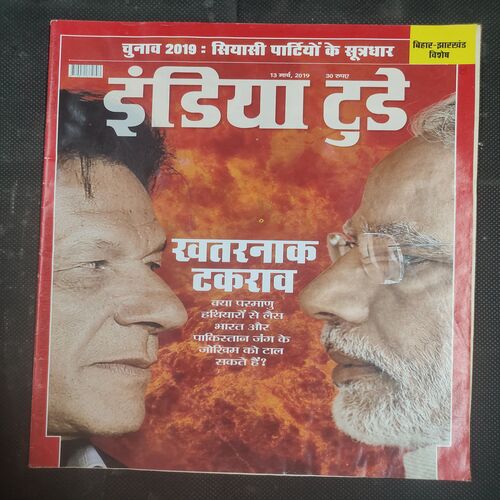 चुनाव 2019 : सियासी पार्टियों के सूत्रधार
बिहार-झारखंड
विशेष
13 मार्च, 2019 30 रुपए
इंडिया टुडे
खतरनाक
टकराव
क्या परमाणु
हथियारों से लैस
भारत और
पाकिस्तान जंग के
जोखिम को टाल
सकते हैं?